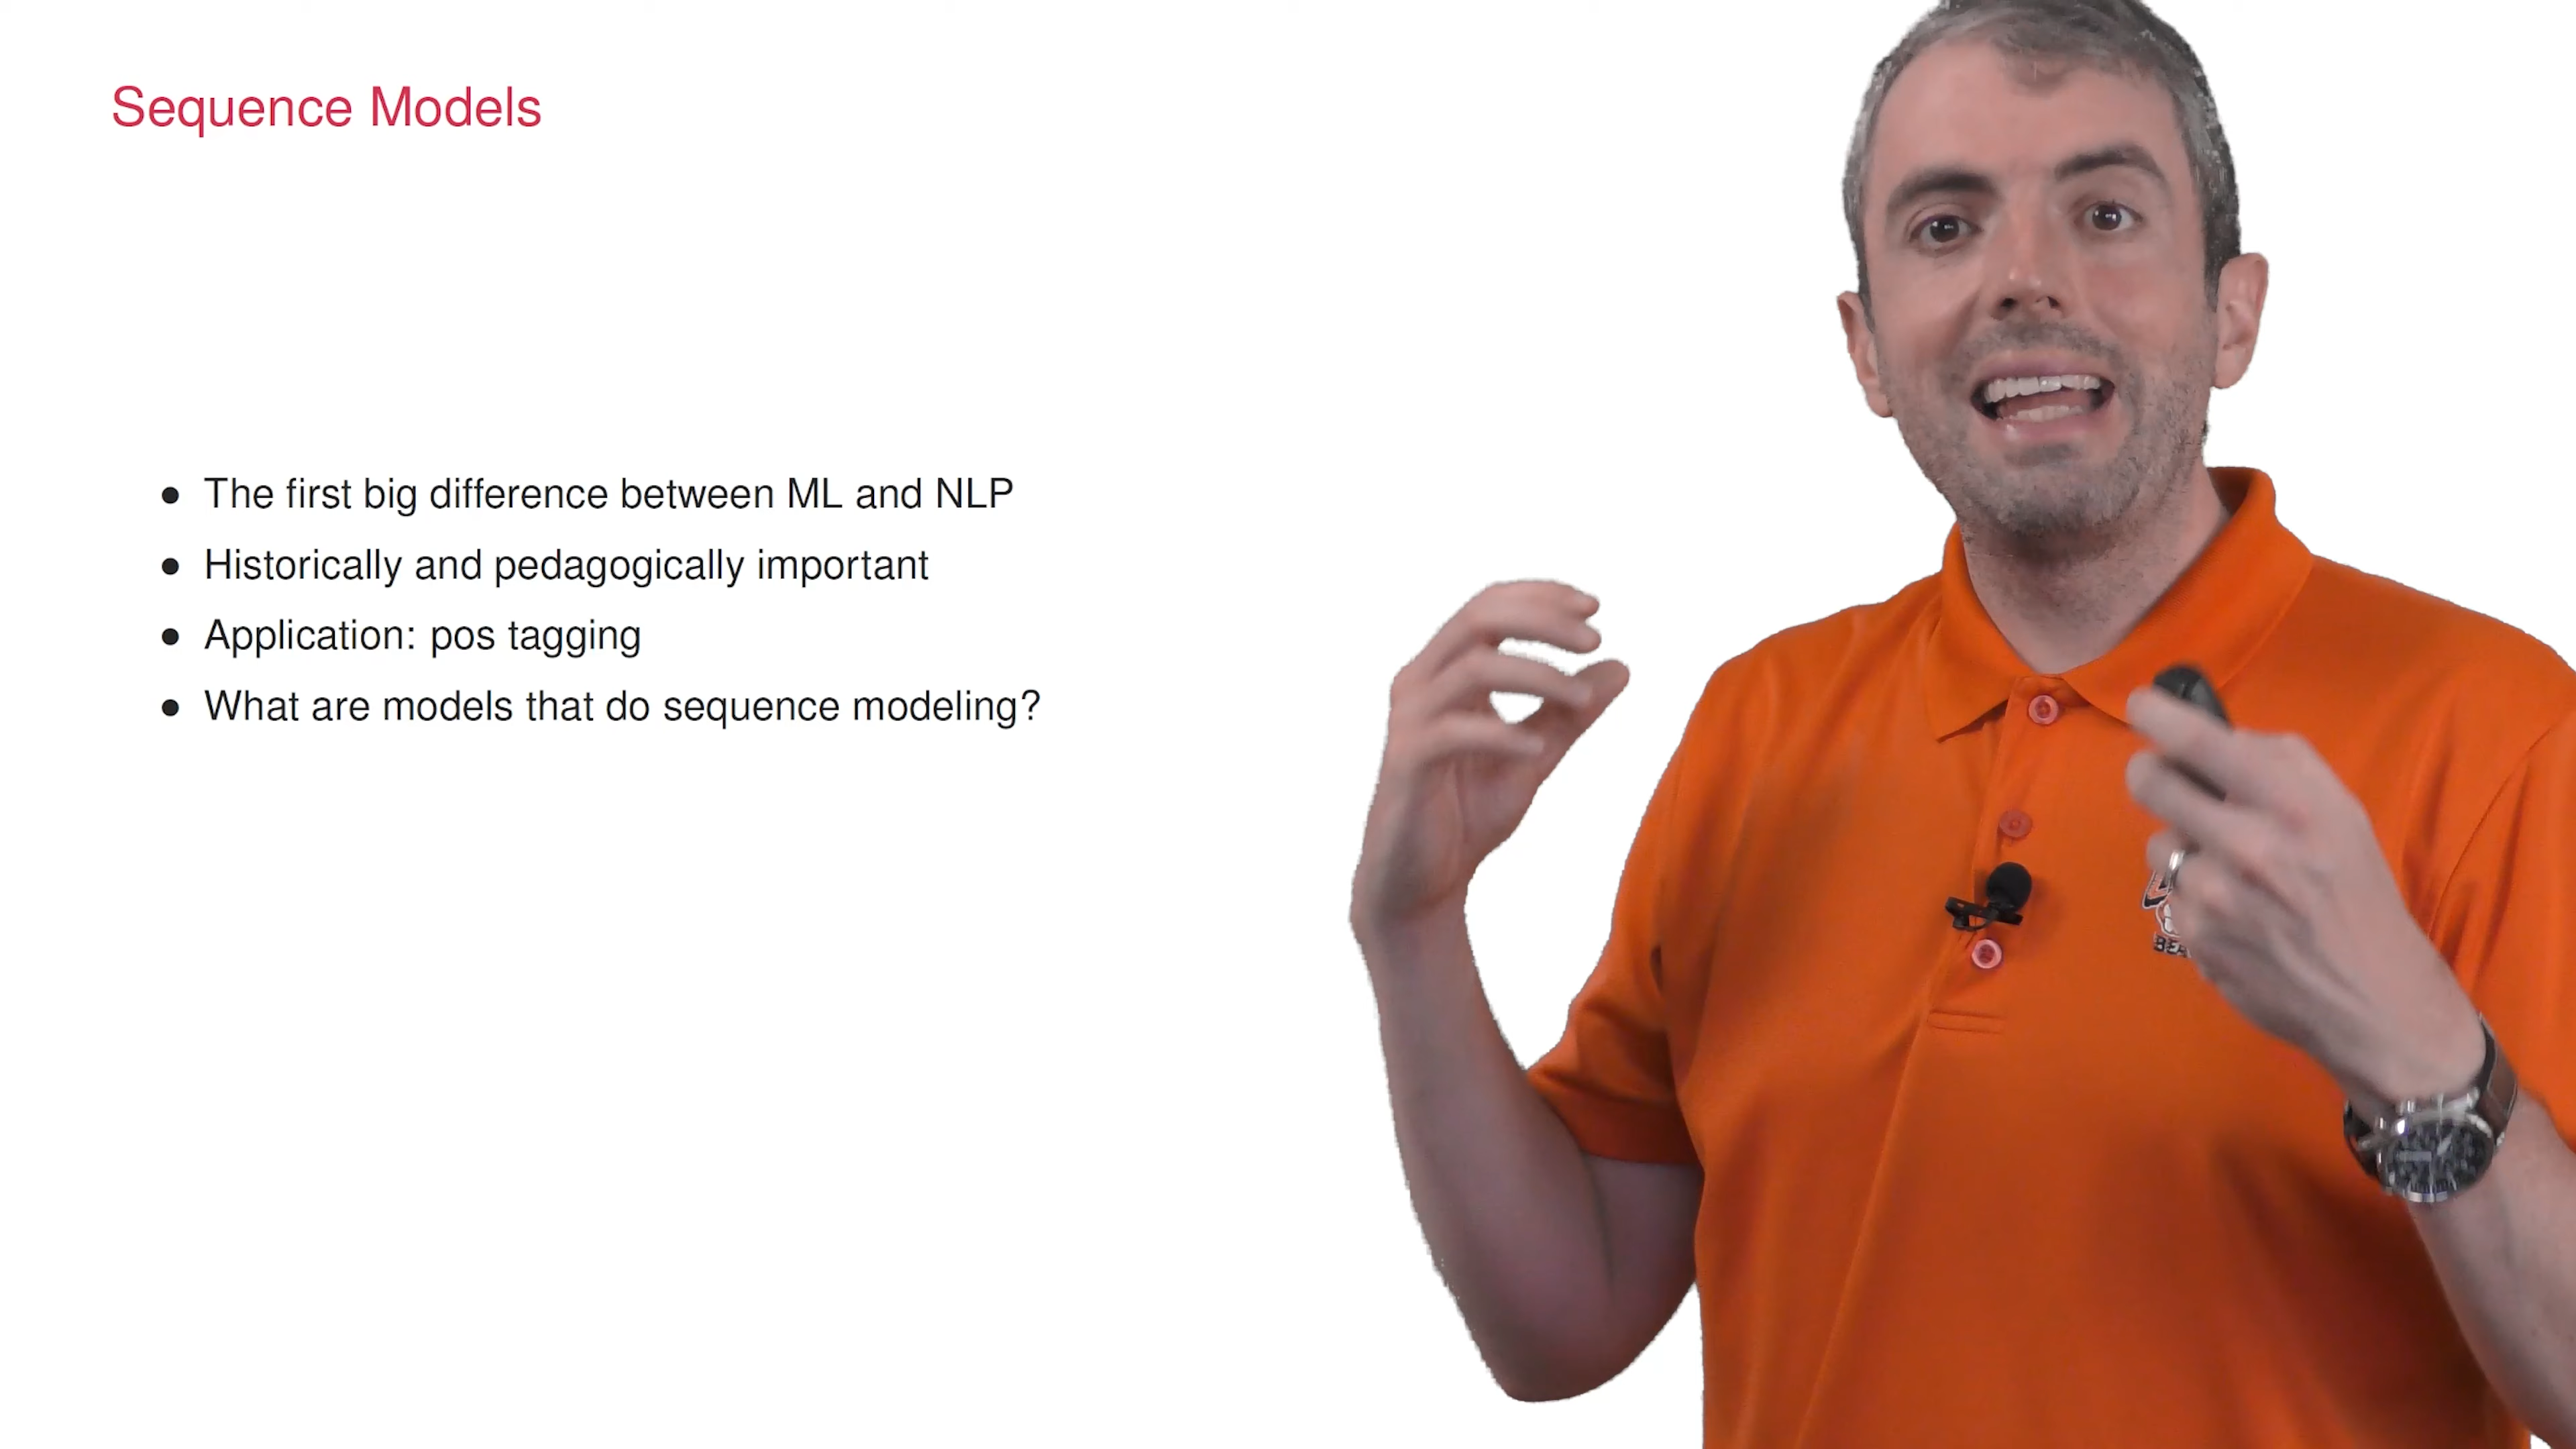 Sequence Models
• The first big difference between ML and NLP
• Historically and pedagogically important
• Application: pos tagging
• What are models that do sequence modeling?